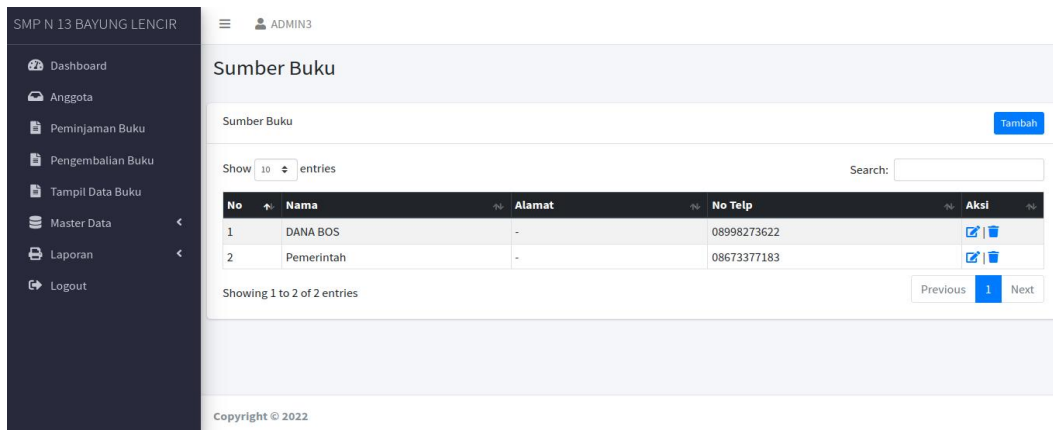 SMP N 13 BAYUNG LENCIR
ADMIN3
Dashboard
Anggota
Peminjaman Buku
Pengembalian Buku
Tampil Data Buku
Master Data
Laporan
Logout
Sumber Buku
Sumber Buku
Tambah
Show 10 entries
Search:
No Nama Alamat No Telp Aksi
1 DANA BOS - 08998273622 |
2 Pemerintah - 08673377183 |
Showing 1 to 2 of 2 entries
Previous 1 Next
Copyright © 2022